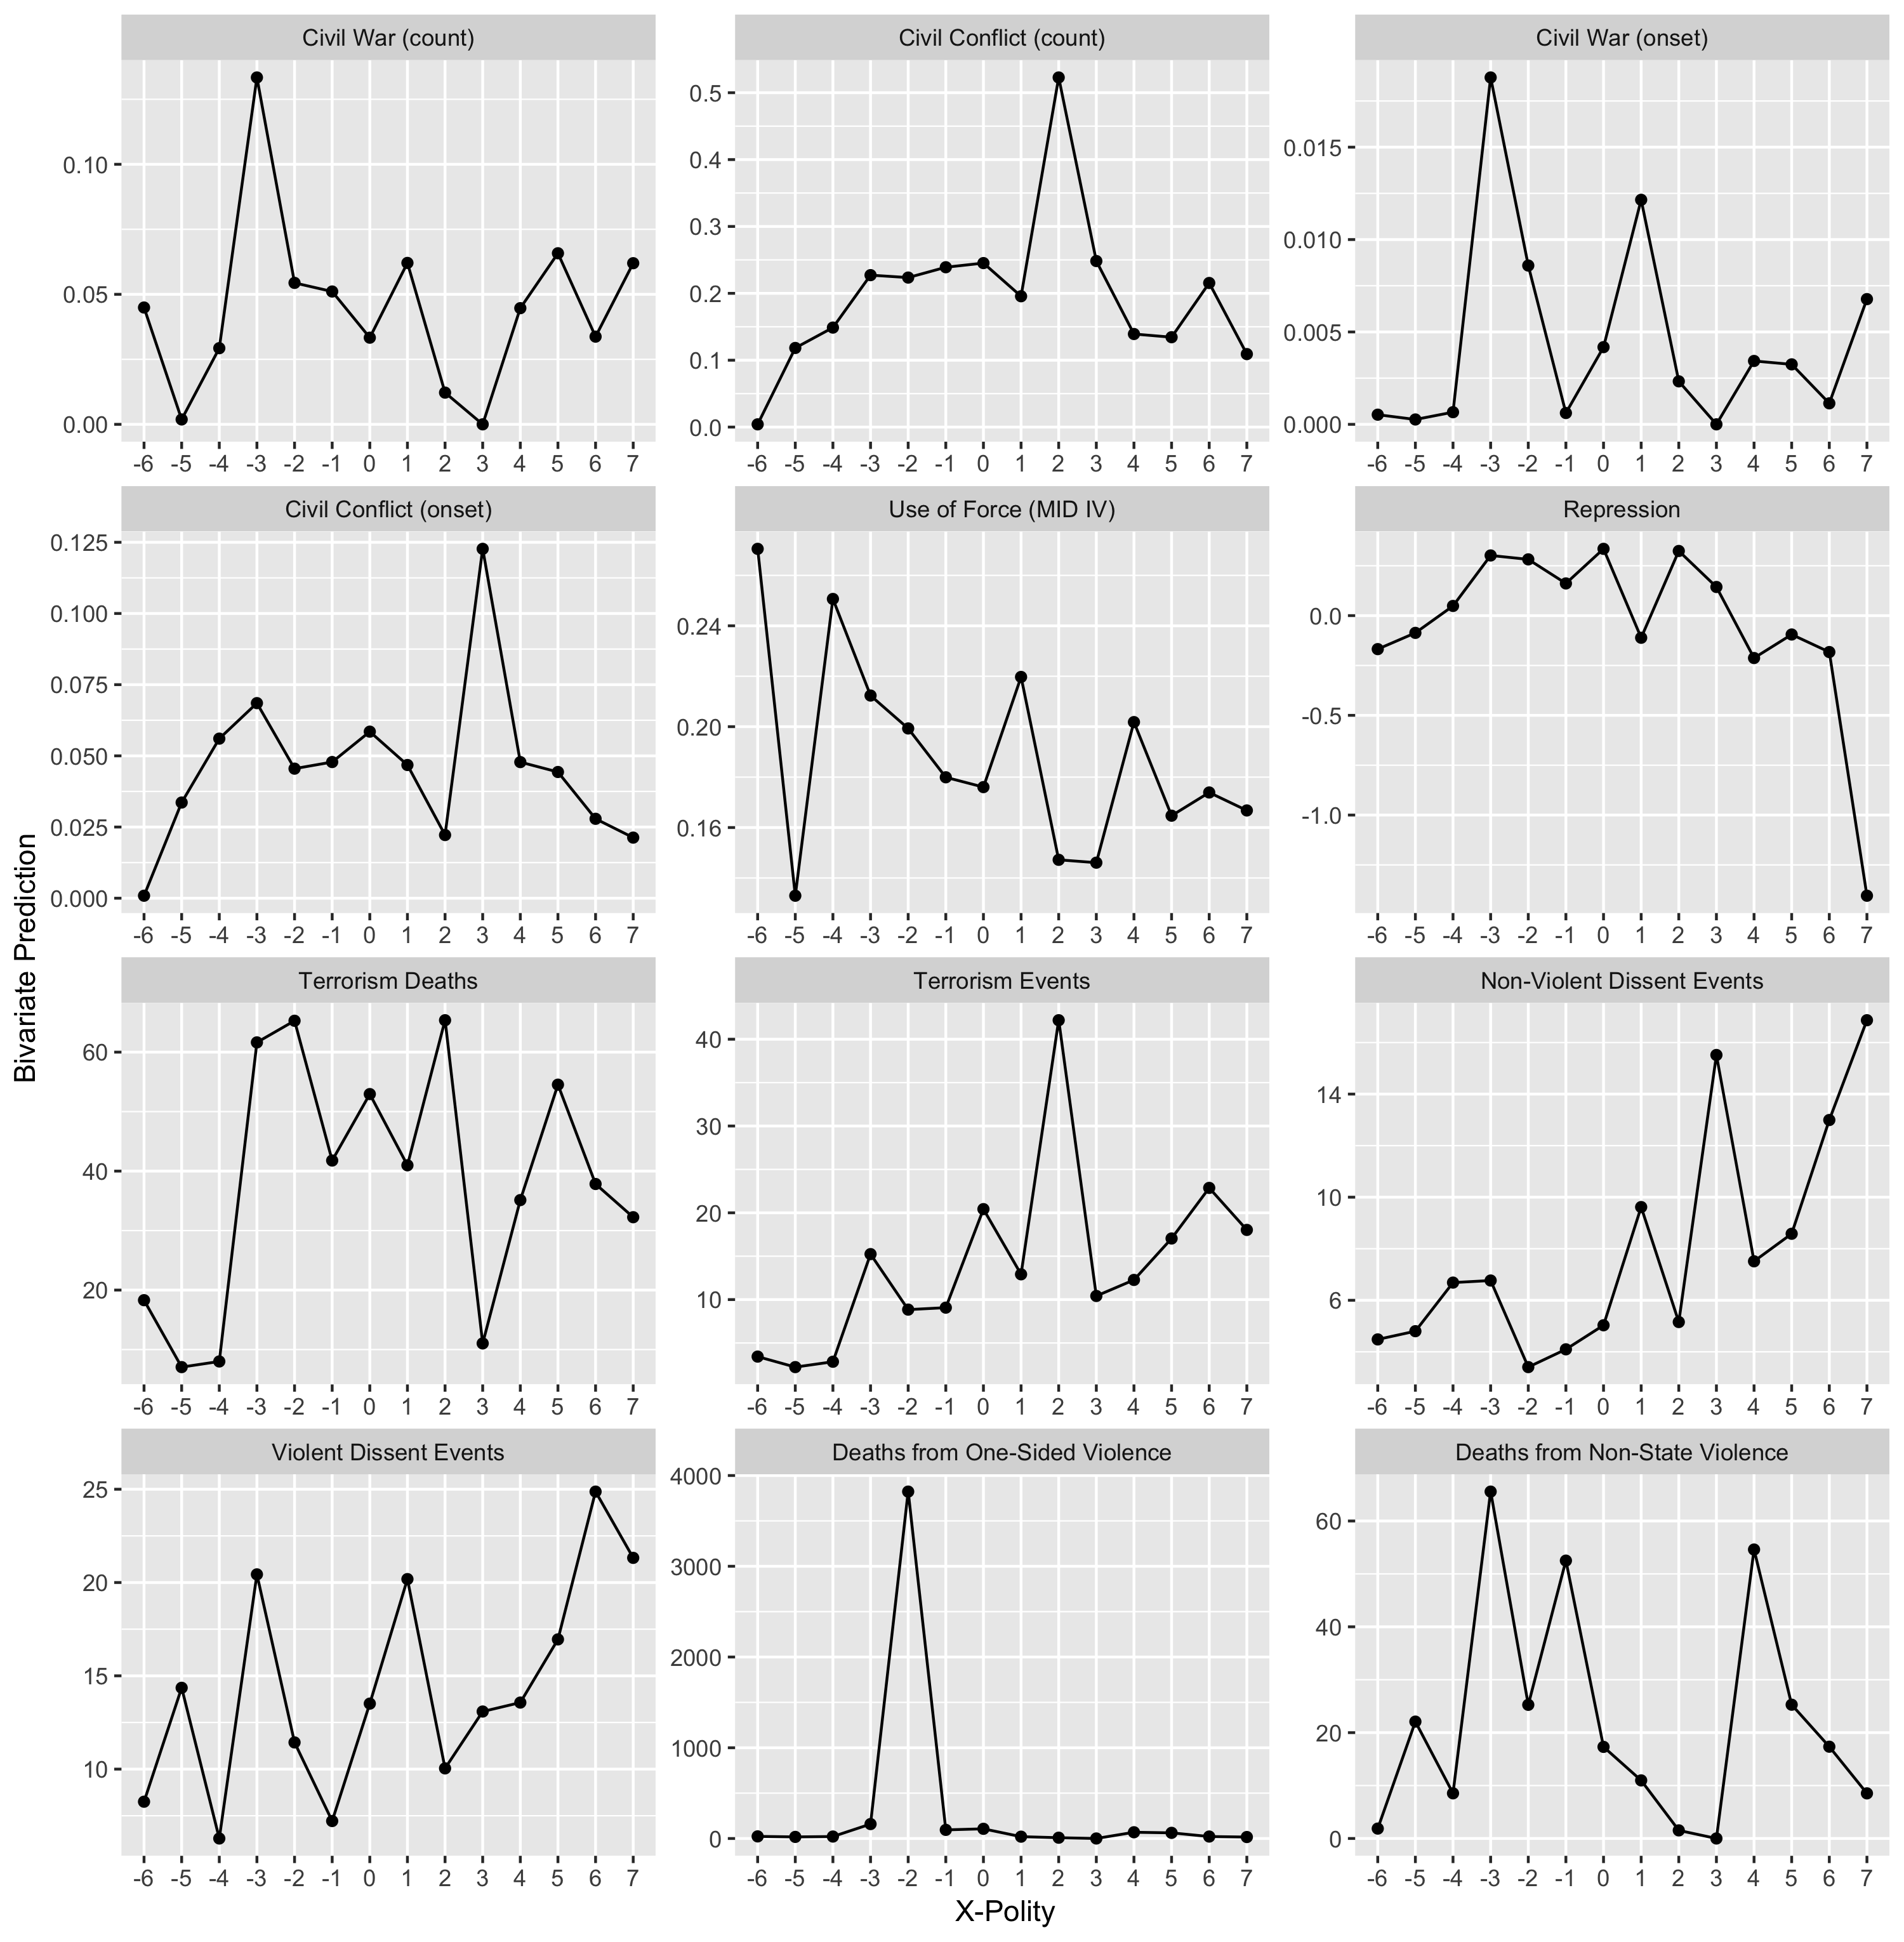 Civil War (count)
Civil Conflict (count)
Civil War (onset)
0.10
0.05
0.00
0.5
0.4
0.3
0.2
0.1
0.0
0.015
0.010
0.005
0.000
-6 -5 -4 -3 -2 -1 0 1 2 3 4 5 6 7
-6 -5 -4 -3 -2 -1 0 1 2 3 4 5 6 7
-6 -5 -4 -3 -2 -1 0 1 2 3 4 5 6 7
Civil Conflict (onset)
Use of Force (MID IV)
Repression
0.125
0.100
0.075
0.050
0.025
0.000
0.24
0.20
0.16
0.0
-0.5
-1.0
-6 -5 -4 -3 -2 -1 0 1 2 3 4 5 6 7
-6 -5 -4 -3 -2 -1 0 1 2 3 4 5 6 7
-6 -5 -4 -3 -2 -1 0 1 2 3 4 5 6 7
Bivariate Prediction
Terrorism Deaths
Terrorism Events
Non-Violent Dissent Events
60
40
20
40
30
20
10
14
10
6
-6 -5 -4 -3 -2 -1 0 1 2 3 4 5 6 7
-6 -5 -4 -3 -2 -1 0 1 2 3 4 5 6 7
-6 -5 -4 -3 -2 -1 0 1 2 3 4 5 6 7
Violent Dissent Events
Deaths from One-Sided Violence
Deaths from Non-State Violence
25
20
15
10
4000
3000
2000
1000
0
60
40
20
0
-6 -5 -4 -3 -2 -1 0 1 2 3 4 5 6 7
-6 -5 -4 -3 -2 -1 0 1 2 3 4 5 6 7
-6 -5 -4 -3 -2 -1 0 1 2 3 4 5 6 7
X-Polity